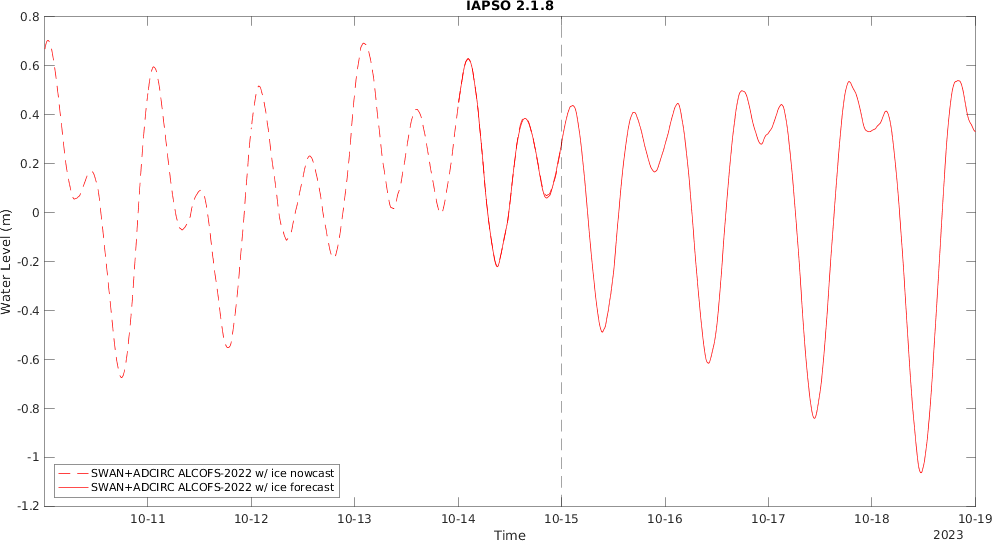 IAPSO 2.1.8
0.8
0.6
0.4
0.2
0
-0.2
-0.4
-0.6
-0.8
-1
-1.2
Water Level (m)
SWAN+ADCIRC ALCOFS-2022 w/ ice nowcast
SWAN+ADCIRC ALCOFS-2022 w/ ice forecast
10-11 10-12 10-13 10-14 10-15 10-16 10-17 10-18 10-19
Time
2023